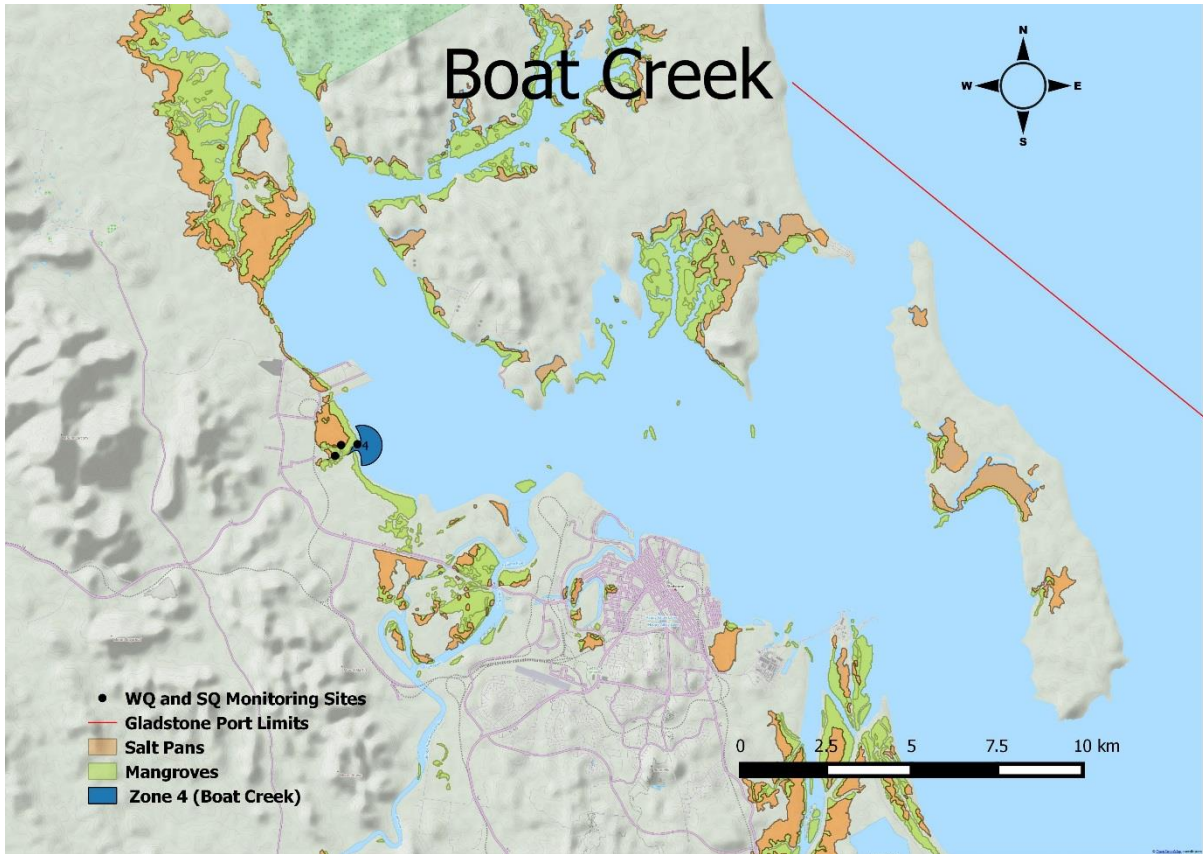 Boat Creek
N
W E
S
4
WQ and SQ Monitoring Sites
Gladstone Port Limits
Salt Pans
Mangroves
Zone 4 (Boat Creek)
0 2.5 5 7.5 10 km